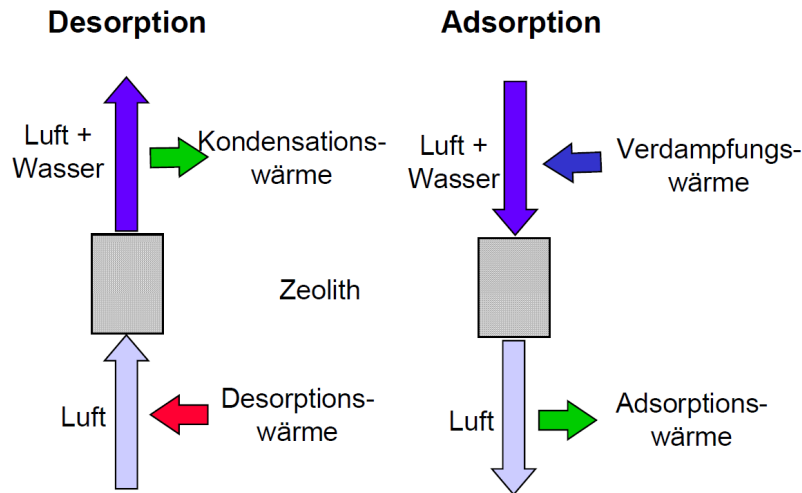 Desorption
Adsorption
Luft +
Wasser
Kondensations-
wärme
Luft +
Wasser
Verdampfungs-
wärme
Zeolith
Luft
Desorptions-
wärme
Luft
Adsorptions-
wärme